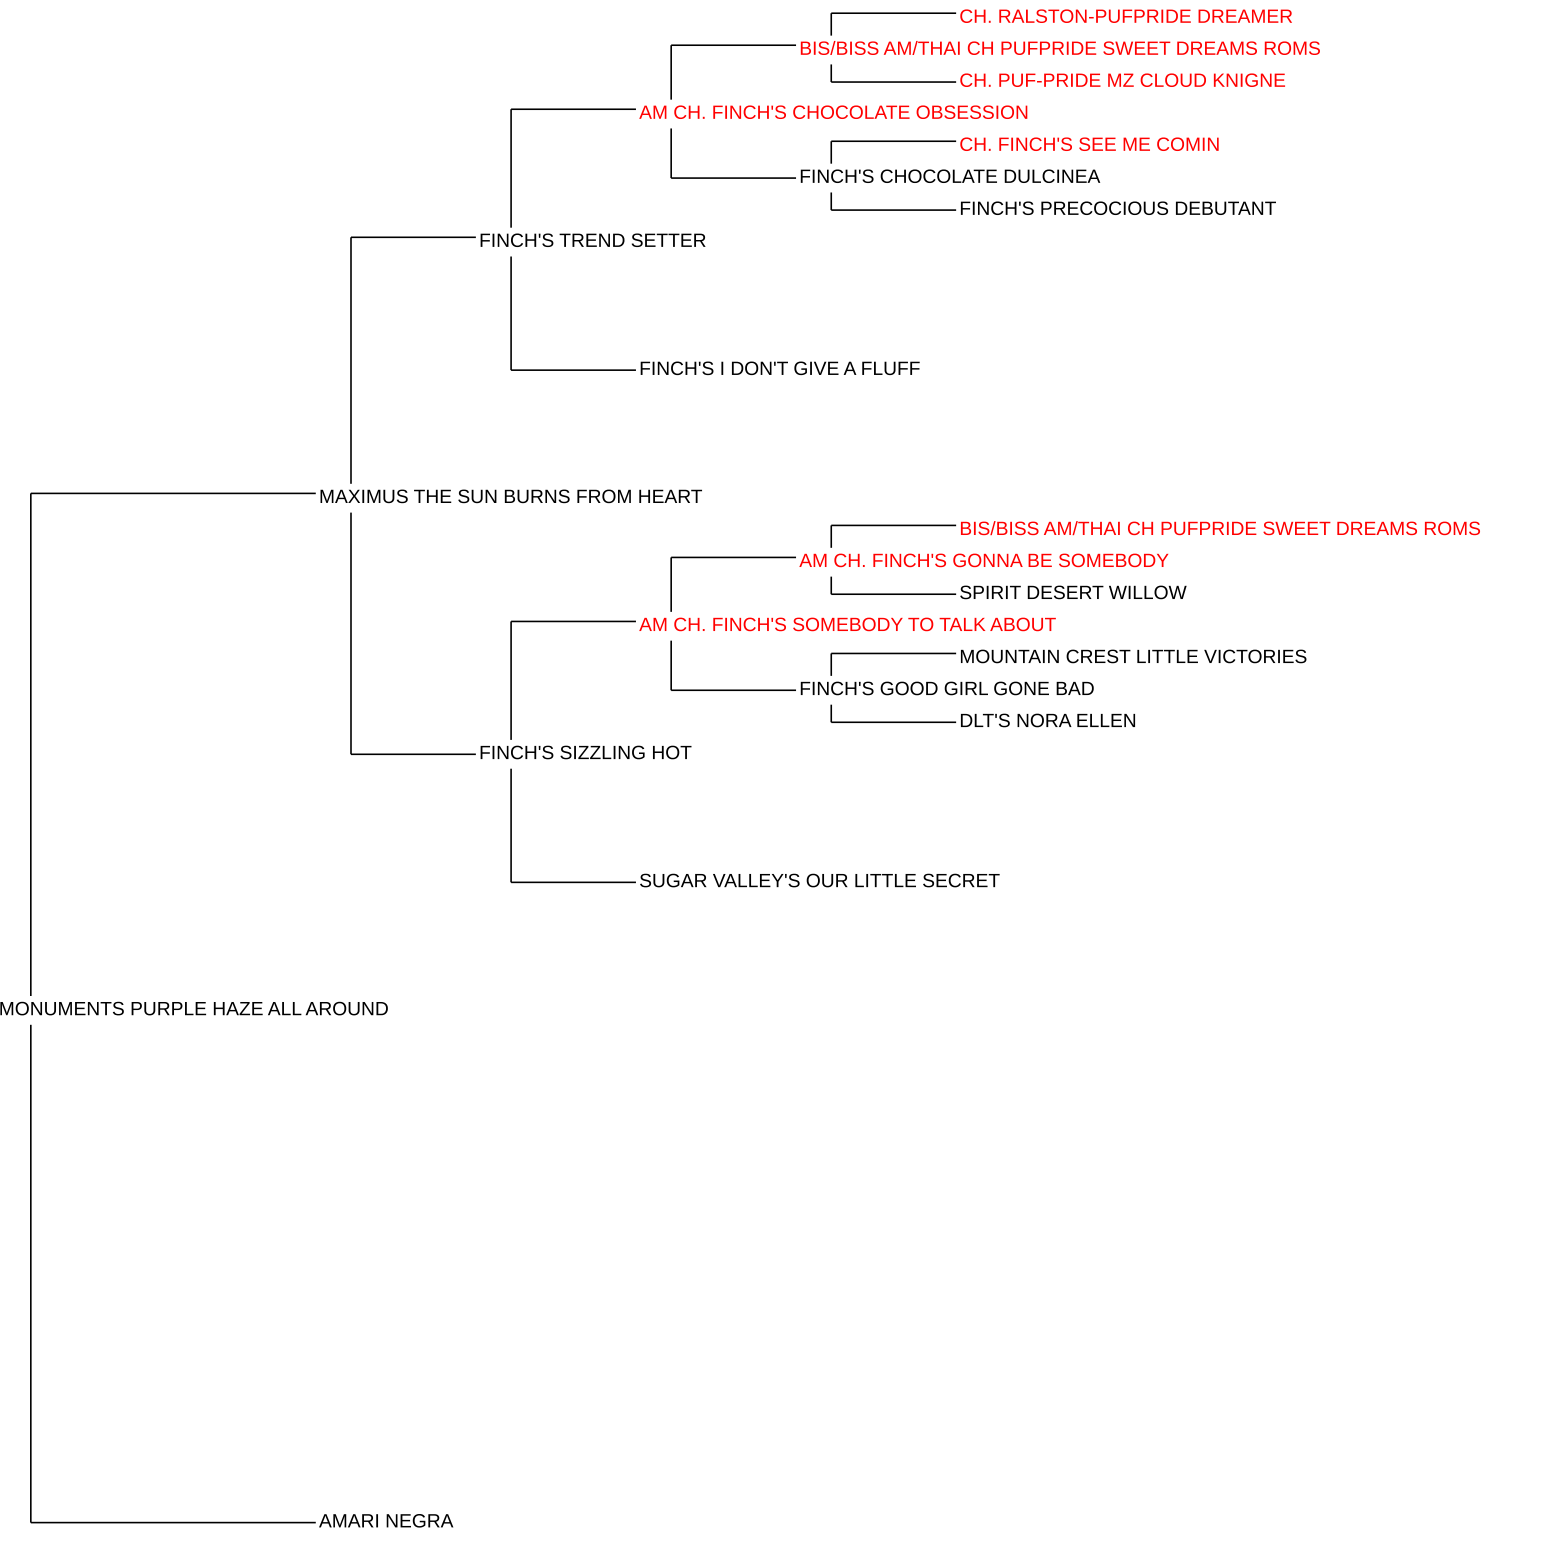 CH. RALSTON-PUFPRIDE DREAMER
BIS/BISS AM/THAI CH PUFPRIDE SWEET DREAMS ROMS
CH. PUF-PRIDE MZ CLOUD KNIGNE
AM CH. FINCH'S CHOCOLATE OBSESSION
CH. FINCH'S SEE ME COMIN
FINCH'S CHOCOLATE DULCINEA
FINCH'S PRECOCIOUS DEBUTANT
FINCH'S TREND SETTER
FINCH'S I DON'T GIVE A FLUFF
MAXIMUS THE SUN BURNS FROM HEART
BIS/BISS AM/THAI CH PUFPRIDE SWEET DREAMS ROMS
AM CH. FINCH'S GONNA BE SOMEBODY
SPIRIT DESERT WILLOW
AM CH. FINCH'S SOMEBODY TO TALK ABOUT
MOUNTAIN CREST LITTLE VICTORIES
FINCH'S GOOD GIRL GONE BAD
DLT'S NORA ELLEN
FINCH'S SIZZLING HOT
SUGAR VALLEY'S OUR LITTLE SECRET
MONUMENTS PURPLE HAZE ALL AROUND
AMARI NEGRA